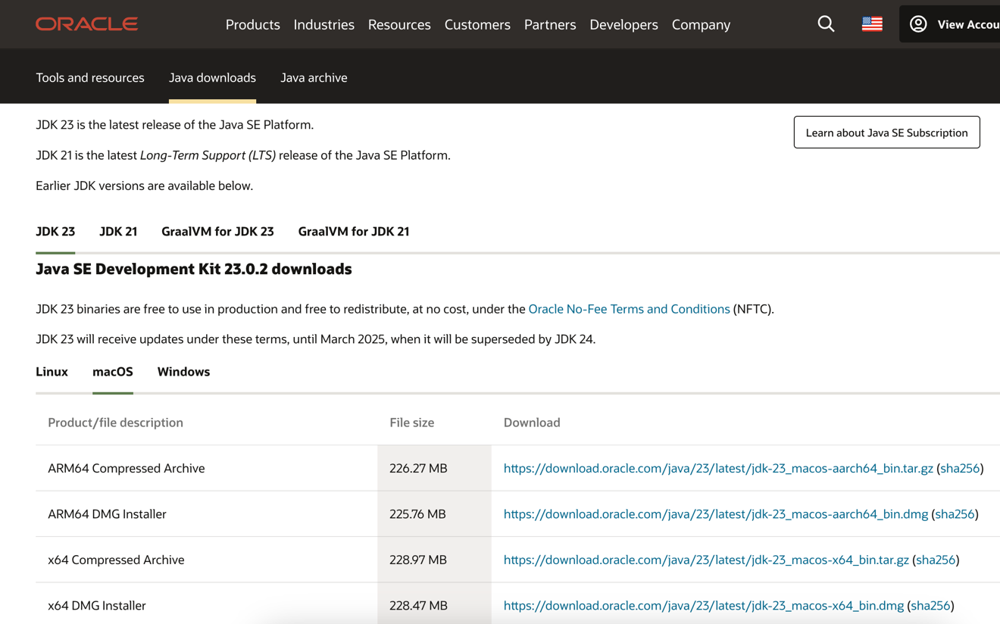 ORACLE Products Industries Resources Customers Partners Developers Company View Accou
Tools and resources Java downloads Java archive
JDK 23 is the latest release of the Java SE Platform.
Learn about Java SE Subscription
JDK 21 is the latest Long-Term Support (LTS) release of the Java SE Platform.
Earlier JDK versions are available below.
JDK 23 JDK 21 GraalVM for JDK 23 GraalVM for JDK 21
Java SE Development Kit 23.0.2 downloads
JDK 23 binaries are free to use in production and free to redistribute, at no cost, under the Oracle No-Fee Terms and Conditions (NFTC).
JDK 23 will receive updates under these terms, until March 2025, when it will be superseded by JDK 24.
Linux macOS Windows
Product/file description File size Download
ARM64 Compressed Archive 226.27 MB https://download.oracle.com/java/23/latest/jdk-23_macos-aarch64_bin.tar.gz (sha256)
ARM64 DMG Installer 225.76 MB https://download.oracle.com/java/23/latest/jdk-23_macos-aarch64_bin.dmg (sha256)
x64 Compressed Archive 228.97 MB https://download.oracle.com/java/23/latest/jdk-23_macos-x64_bin.tar.gz (sha256)
x64 DMG Installer 228.47 MB https://download.oracle.com/java/23/latest/jdk-23_macos-x64_bin.dmg (sha256)